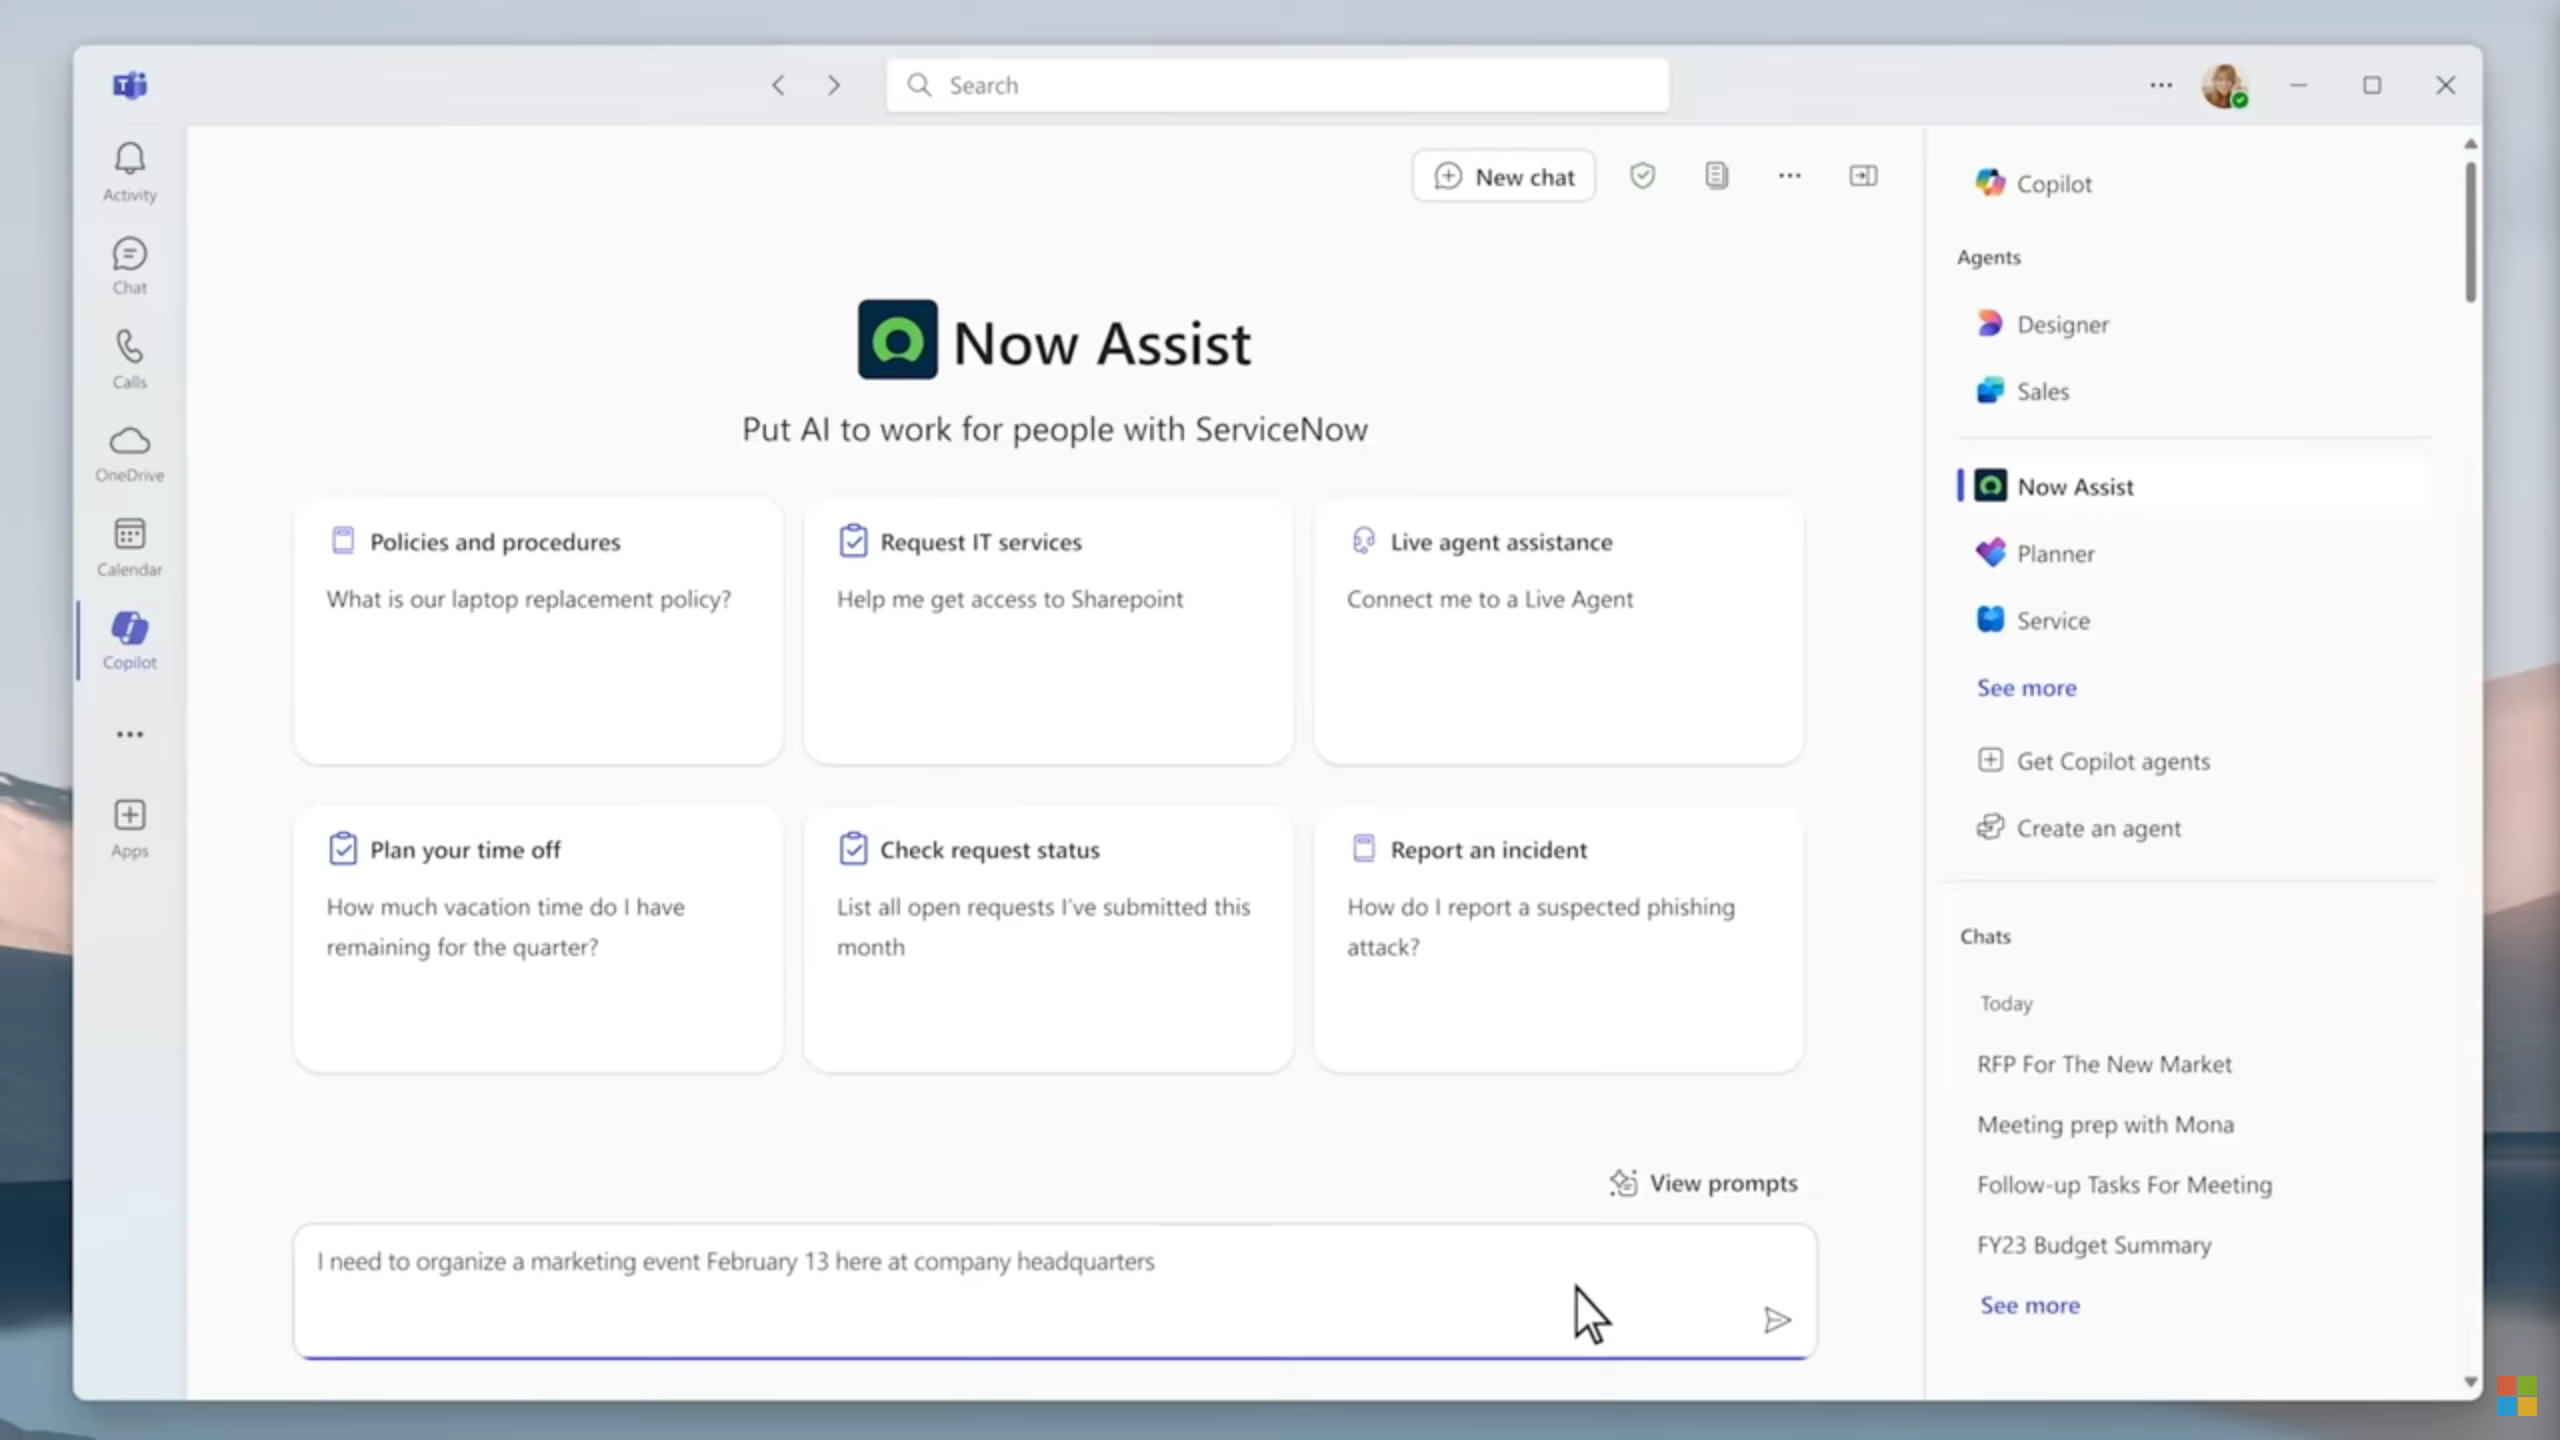 Search
Activity
Chat
Calls
OneDrive
Calendar
Copilot
Apps
New chat
Now Assist
Put AI to work for people with ServiceNow
Policies and procedures
What is our laptop replacement policy?
Request IT services
Help me get access to Sharepoint
Live agent assistance
Connect me to a Live Agent
Plan your time off
How much vacation time do I have
remaining for the quarter?
Check request status
List all open requests I've submitted this
month
Report an incident
How do I report a suspected phishing
attack?
View prompts
I need to organize a marketing event February 13 here at company headquarters
Copilot
Agents
Designer
Sales
Now Assist
Planner
Service
See more
Get Copilot agents
Create an agent
Chats
Today
RFP For The New Market
Meeting prep with Mona
Follow-up Tasks For Meeting
FY23 Budget Summary
See more